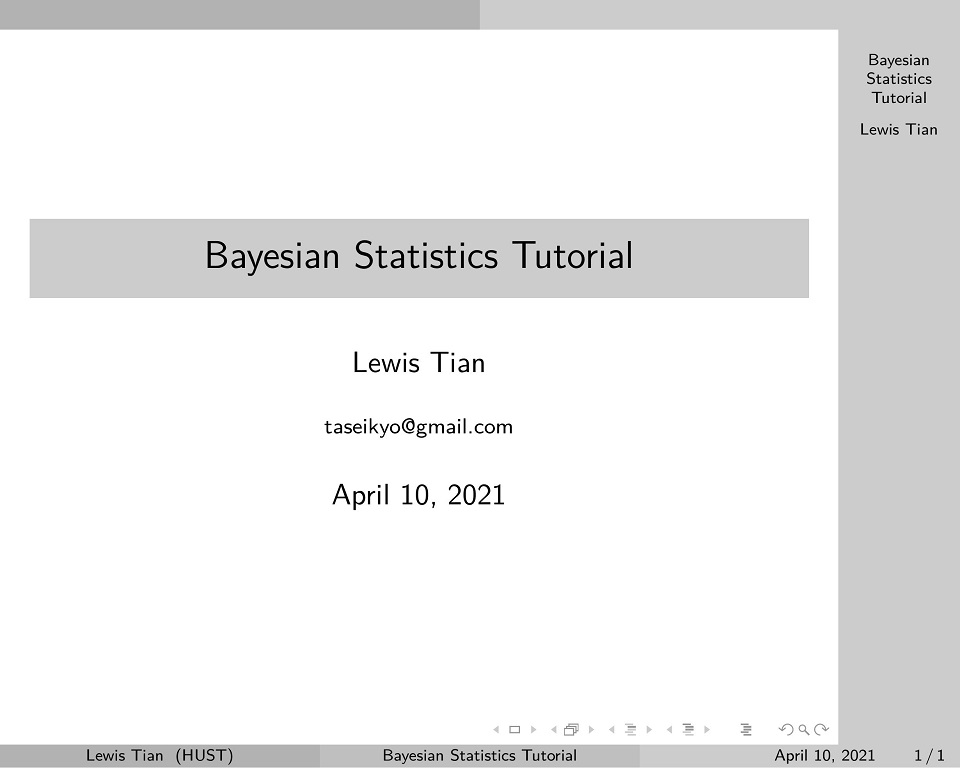 Bayesian
Statistics
Tutorial
Lewis Tian
Bayesian Statistics Tutorial
Lewis Tian
taseikyo@gmail.com
April 10, 2021
Lewis Tian (HUST)
Bayesian Statistics Tutorial
April 10, 2021
1 / 1